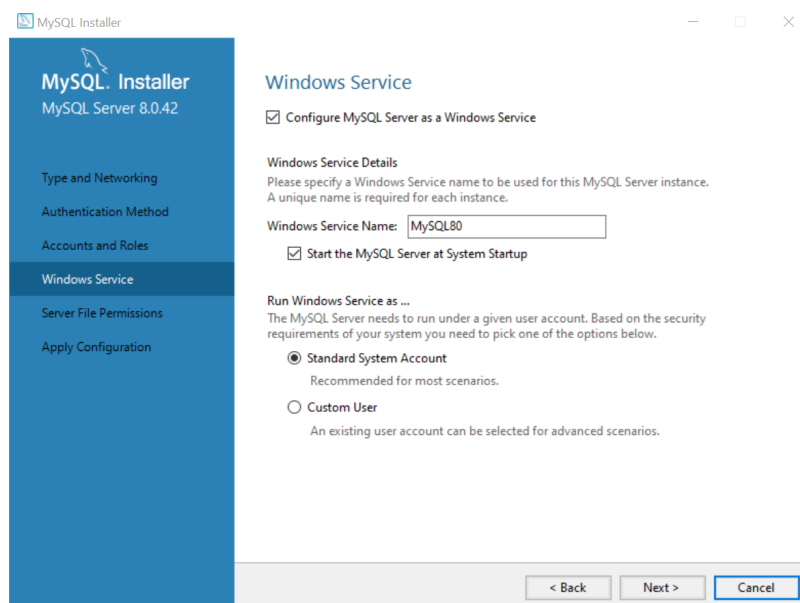 MySQL Installer
MySQL. Installer
MySQL Server 8.0.42
Type and Networking
Authentication Method
Accounts and Roles
Windows Service
Server File Permissions
Apply Configuration
Windows Service
Configure MySQL Server as a Windows Service
Windows Service Details
Please specify a Windows Service name to be used for this MySQL Server instance.
A unique name is required for each instance.
Windows Service Name: MySQL80
Start the MySQL Server at System Startup
Run Windows Service as ...
The MySQL Server needs to run under a given user account. Based on the security
requirements of your system you need to pick one of the options below.
Standard System Account
Recommended for most scenarios.
Custom User
An existing user account can be selected for advanced scenarios.
< Back Next > Cancel